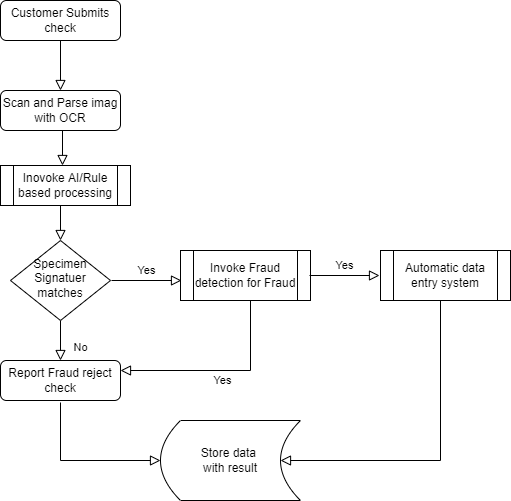 Customer Submits
check
Scan and Parse imag
with OCR
Inovoke AI/Rule
based processing
Specimen
Signatuer
matches
Yes
Invoke Fraud
detection for Fraud
Yes
Automatic data
entry system
No
Report Fraud reject
check
Yes
Store data
with result